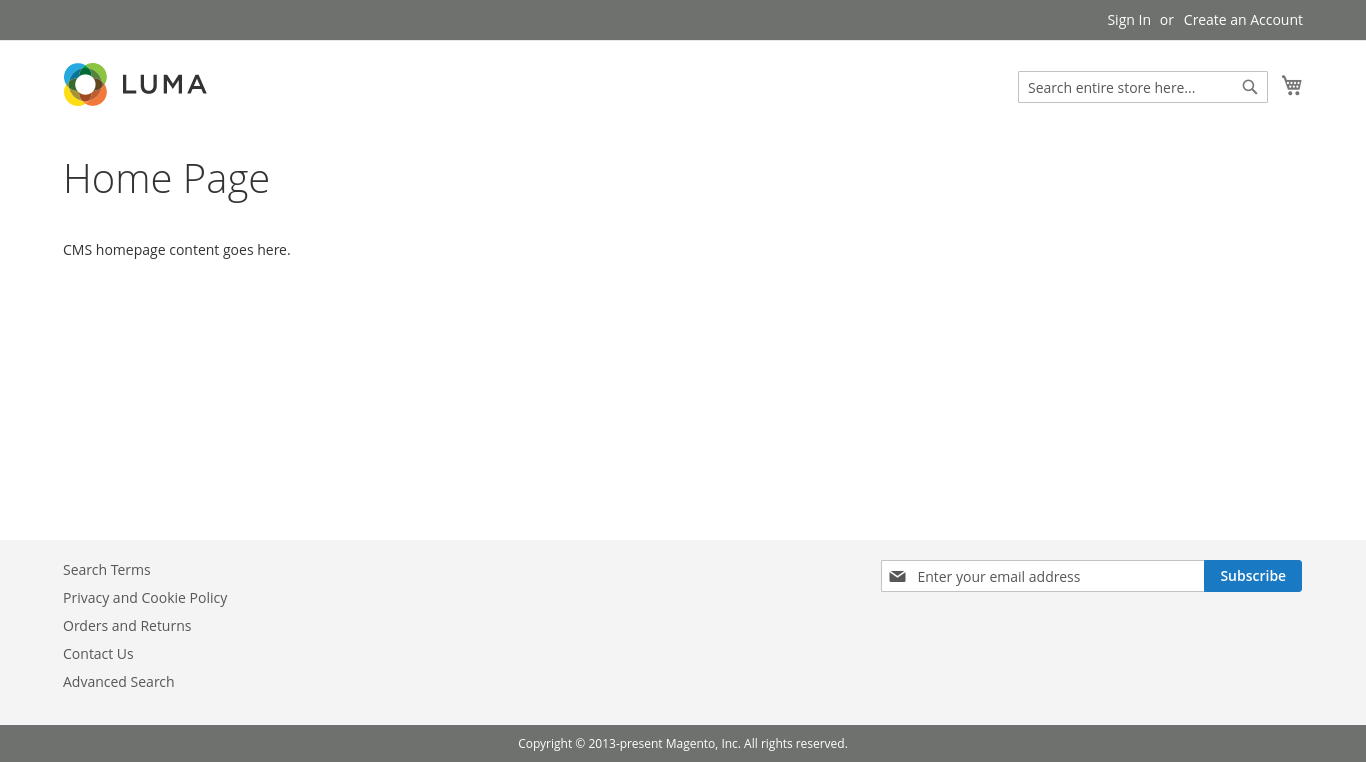 Sign In or Create an Account
LUMA
Search entire store here...
Home Page
CMS homepage content goes here.
Search Terms
Privacy and Cookie Policy
Orders and Returns
Contact Us
Advanced Search
Enter your email address
Subscribe
Copyright © 2013-present Magento, Inc. All rights reserved.